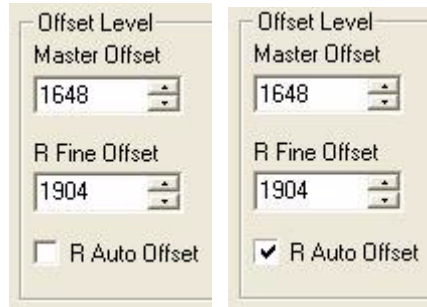 Offset Level
Master Offset
1648
R Fine Offset
1904
R Auto Offset
Offset Level
Master Offset
1648
R Fine Offset
1904
R Auto Offset